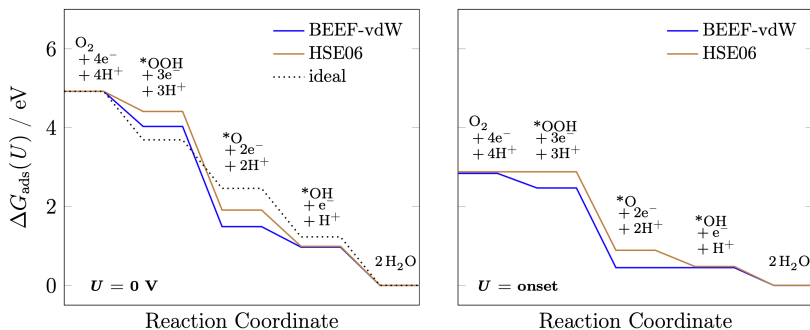 ΔG_ads(U) / eV
6
4
2
0
O₂
+ 4e⁻
+ 4H⁺
*OOH
+ 3e⁻
+ 3H⁺
*O
+ 2e⁻
+ 2H⁺
*OH
+ e⁻
+ H⁺
2 H₂O
BEEF-vdW
HSE06
ideal
U = 0 V
Reaction Coordinate
O₂
+ 4e⁻
+ 4H⁺
*OOH
+ 3e⁻
+ 3H⁺
*O
+ 2e⁻
+ 2H⁺
*OH
+ e⁻
+ H⁺
2 H₂O
BEEF-vdW
HSE06
U = onset
Reaction Coordinate